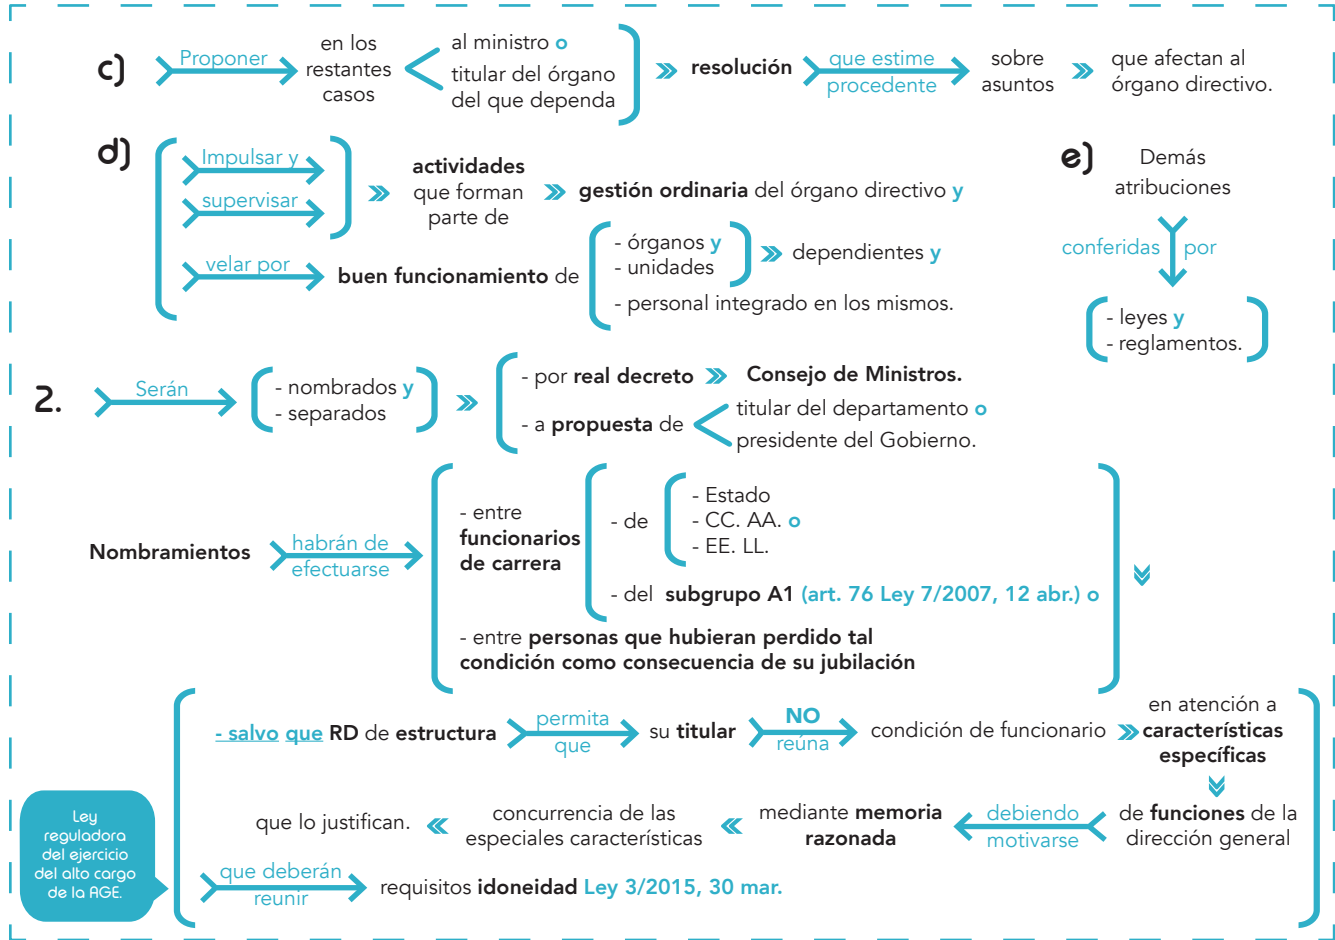 c)
Proponer
en los
restantes
casos
al ministro o
titular del órgano
del que dependa
resolución
que estime
procedente
sobre
asuntos
que afectan al
órgano directivo.
d)
Impulsar y
supervisar
actividades
que forman
parte de
gestión ordinaria del órgano directivo y
velar por
buen funcionamiento de
- órganos y
- unidades
dependientes y
- personal integrado en los mismos.
e)
Demás
atribuciones
conferidas por
- leyes y
- reglamentos.
2.
Serán
- nombrados y
- separados
- por real decreto
Consejo de Ministros.
- a propuesta de
titular del departamento o
presidente del Gobierno.
Nombramientos
habrán de
efectuarse
- entre
funcionarios
de carrera
- de
- Estado
- CC. AA. o
- EE. LL.
- del subgrupo A1 (art. 76 Ley 7/2007, 12 abr.) o
- entre personas que hubieran perdido tal
condición como consecuencia de su jubilación
- salvo que RD de estructura
permita
que
su titular
NO
reúna
condición de funcionario
en atención a
características
específicas
de funciones de la
dirección general
debiendo
motivarse
mediante memoria
razonada
concurrencia de las
especiales características
que lo justifican.
que deberán
reunir
requisitos idoneidad Ley 3/2015, 30 mar.
Ley
reguladora
del ejercicio
del alto cargo
de la AGE.